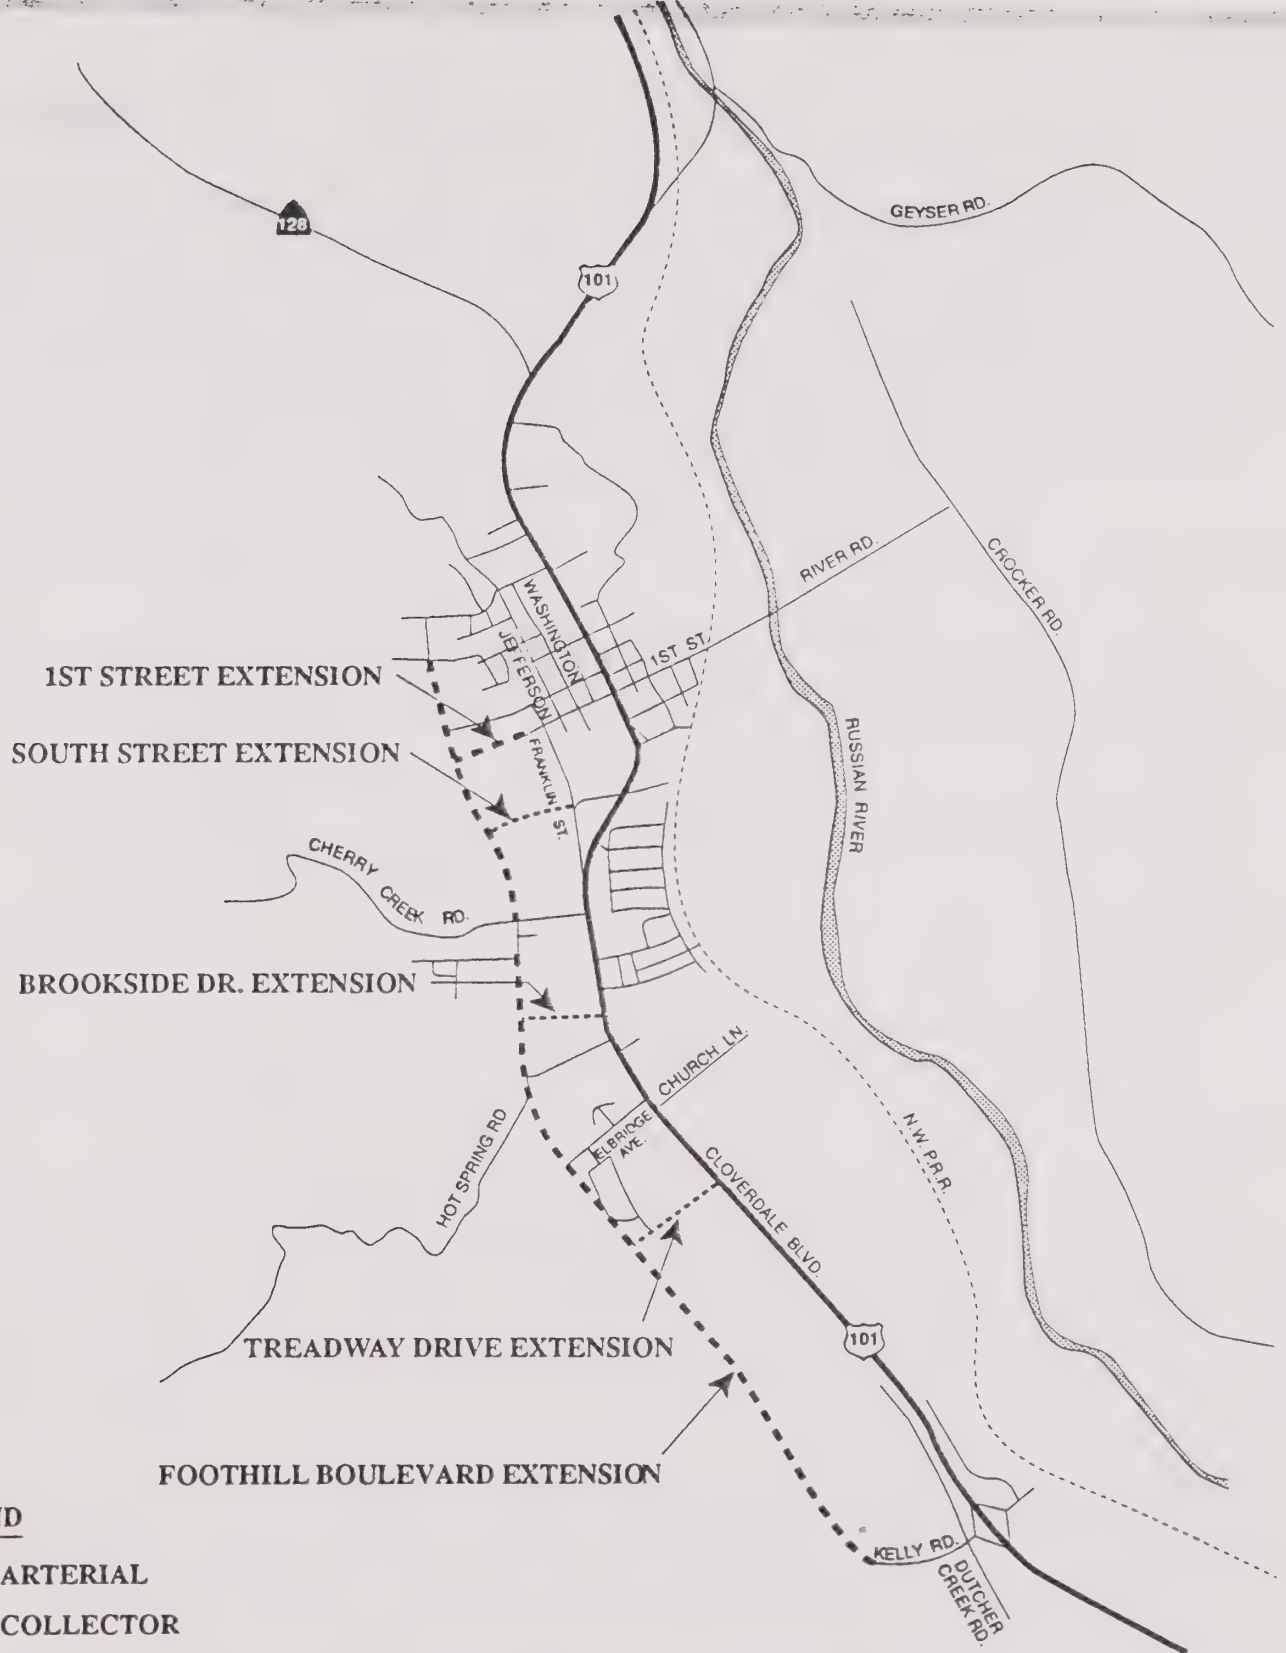 128
GEYSER RD.
101
RIVER RD.
CROCKER RD.
WASHINGTON
JEFFERSON
1ST ST.
1ST STREET EXTENSION
SOUTH STREET EXTENSION
FRANKLIN ST.
RUSSIAN RIVER
CHERRY CREEK RD.
BROOKSIDE DR. EXTENSION
CHURCH LN.
ELBRIDGE
AVE.
HOT SPRING RD
N.W.P.R.R.
CLOVERDALE BLVD.
TREADWAY DRIVE EXTENSION
101
FOOTHILL BOULEVARD EXTENSION
KELLY RD.
DUTCHER
CREEK RD.
ARTERIAL
COLLECTOR